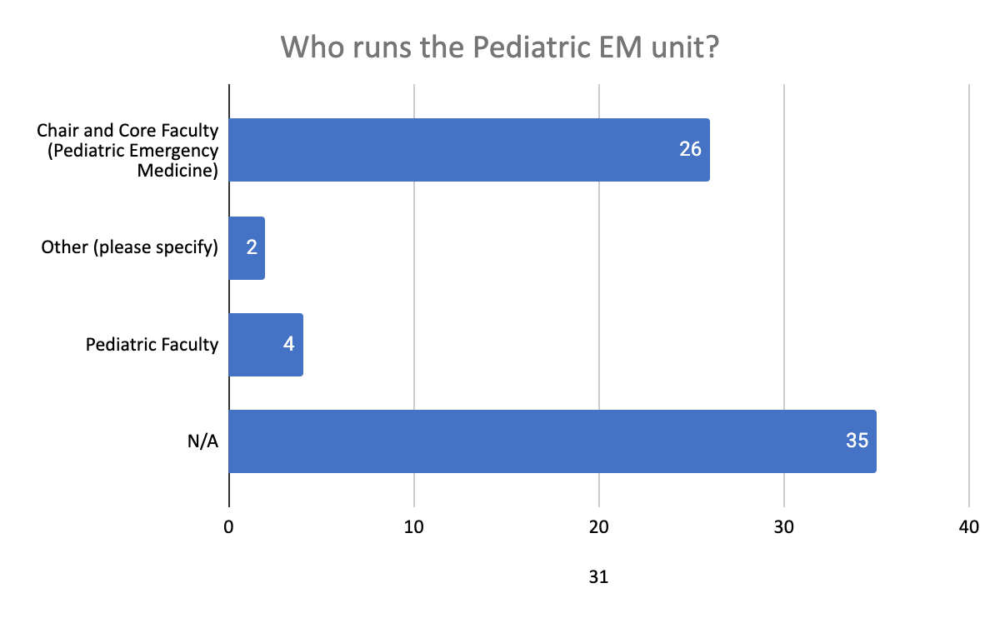 Who runs the Pediatric EM unit?
Chair and Core Faculty
(Pediatric Emergency
Medicine)
26
Other (please specify)
2
Pediatric Faculty
4
N/A
35
0
10
20
30
40
31